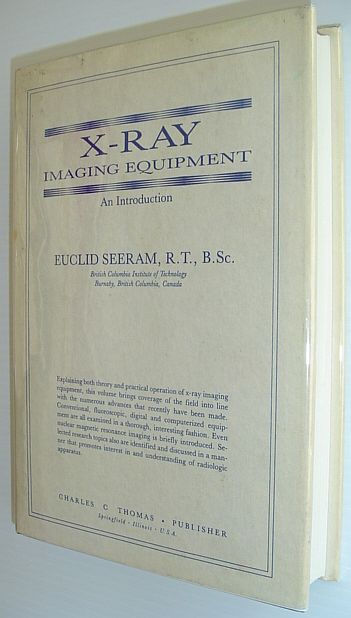 X-RAY
IMAGING EQUIPMENT
An Introduction
EUCLID SEERAM, R.T., B.Sc.
British Columbia Institute of Technology
Burnaby, British Columbia, Canada
Explaining both theory and practical operation of x-ray imaging
equipment, this volume brings coverage of the field into line
with the numerous advances that recently have been made.
Conventional, fluoroscopic, digital and computerized equip-
ment are all examined in a thorough, interesting fashion. Even
nuclear magnetic resonance imaging is briefly introduced. Se-
lected research topics also are identified and discussed in a man-
ner that promotes interest in and understanding of radiologic
apparatus.
CHARLES C THOMAS • PUBLISHER
Springfield • Illinois • U.S.A.